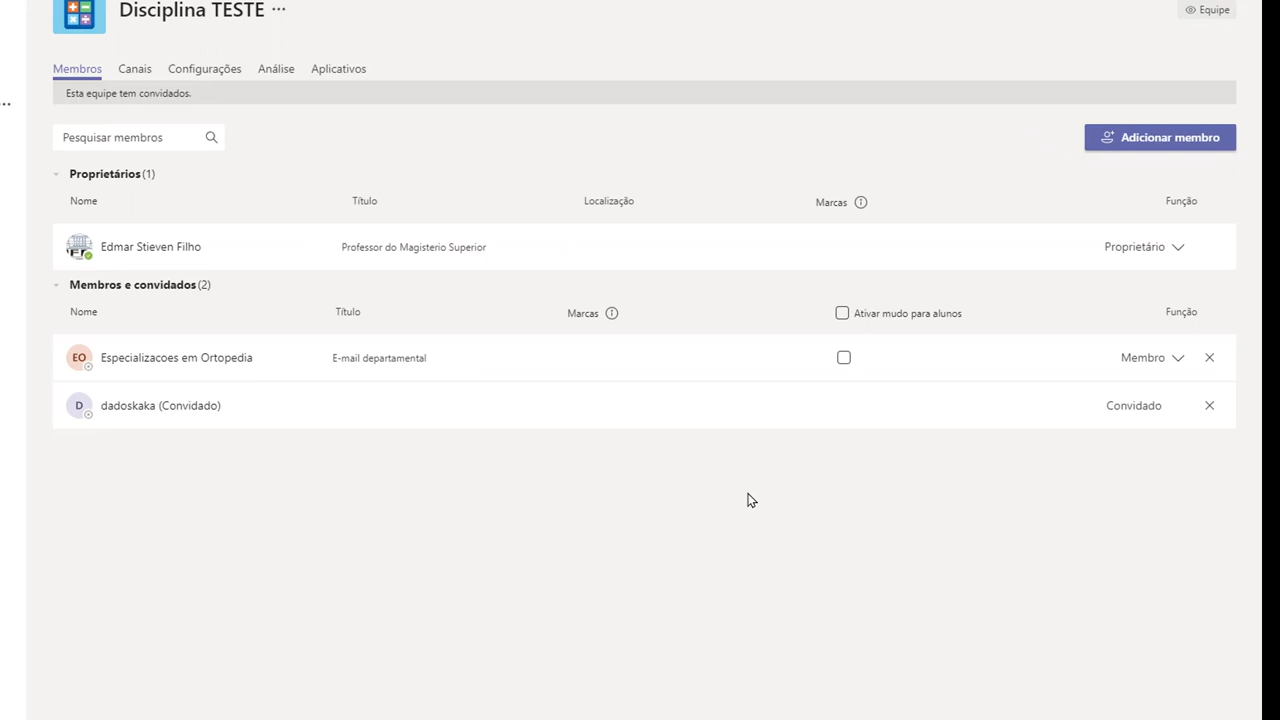 Disciplina TESTE ...
Equipe
Membros Canais Configurações Análise Aplicativos
Esta equipe tem convidados.
Pesquisar membros
Adicionar membro
Proprietários (1)
Nome Título Localização Marcas Função
Edmar Stieven Filho Professor do Magisterio Superior Proprietário
Membros e convidados (2)
Nome Título Marcas Ativar mudo para alunos Função
EO Especializacoes em Ortopedia E-mail departamental Membro
D dadoskaka (Convidado) Convidado